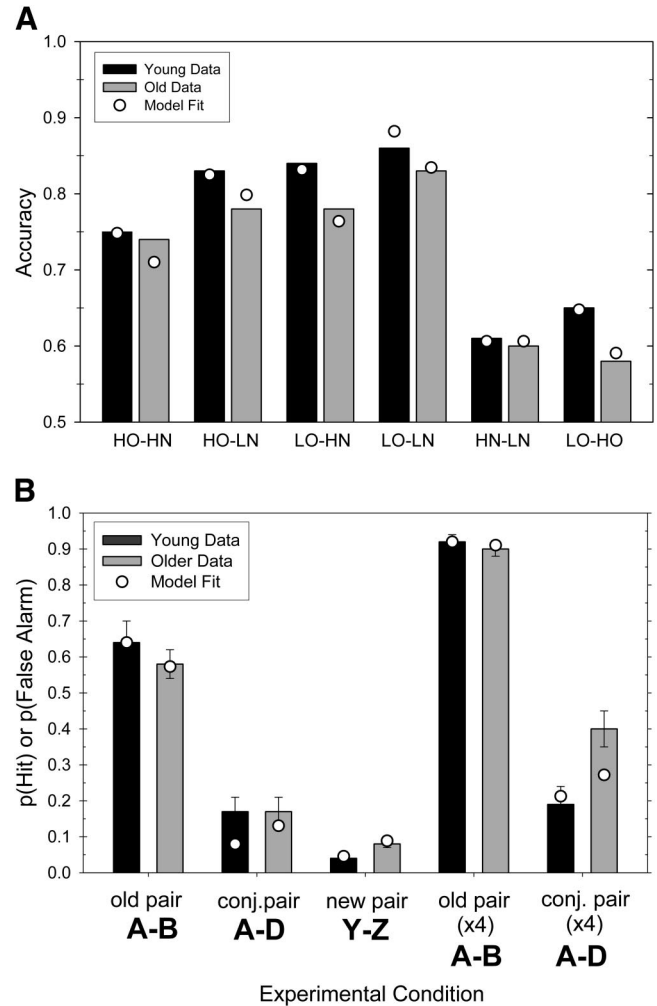 A
1.0
Young Data
Old Data
Model Fit
0.9
0.8
0.7
0.6
0.5
Accuracy
HO-HN HO-LN LO-HN LO-LN HN-LN LO-HO
B
1.0
Young Data
Older Data
Model Fit
0.9
0.8
0.7
0.6
0.5
0.4
0.3
0.2
0.1
0.0
p(Hit) or p(False Alarm)
old pair conj.pair new pair old pair conj. pair
(x4) (x4)
A-B A-D Y-Z A-B A-D
Experimental Condition